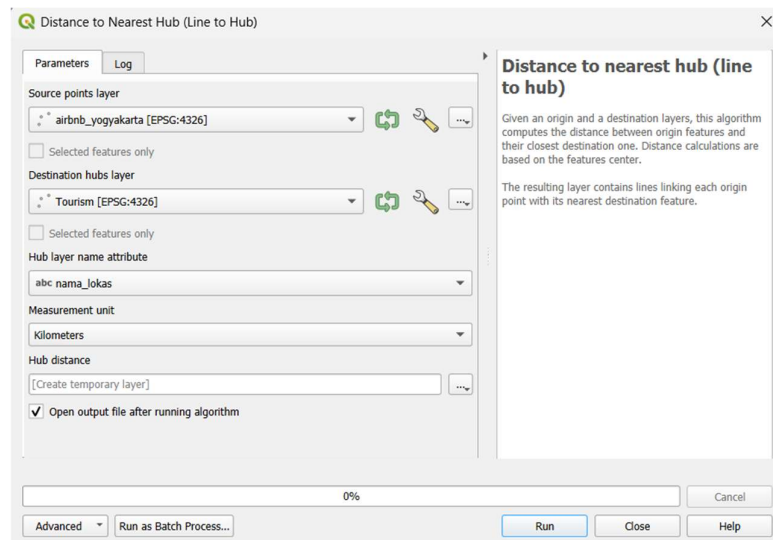 Distance to Nearest Hub (Line to Hub)
Parameters
Log
Source points layer
airbnb_yogyakarta [EPSG:4326]
...
Selected features only
Destination hubs layer
Tourism [EPSG:4326]
...
Selected features only
Hub layer name attribute
abc nama_lokas
Measurement unit
Kilometers
Hub distance
[Create temporary layer]
...
Open output file after running algorithm
Distance to nearest hub (line
to hub)
Given an origin and a destination layers, this algorithm
computes the distance between origin features and
their closest destination one. Distance calculations are
based on the features center.
The resulting layer contains lines linking each origin
point with its nearest destination feature.
0%
Cancel
Advanced
Run as Batch Process...
Run
Close
Help